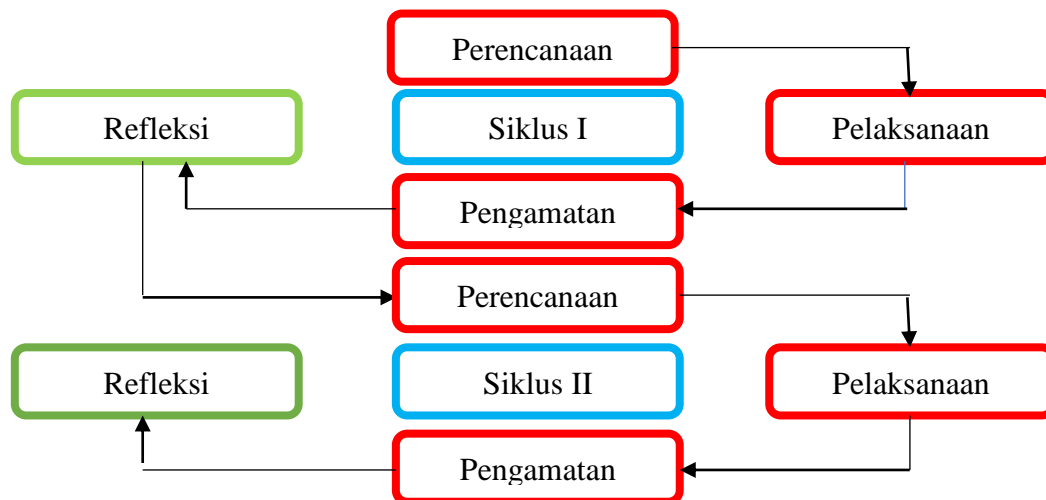 Perencanaan
Refleksi
Siklus I
Pelaksanaan
Pengamatan
Perencanaan
Refleksi
Siklus II
Pelaksanaan
Pengamatan